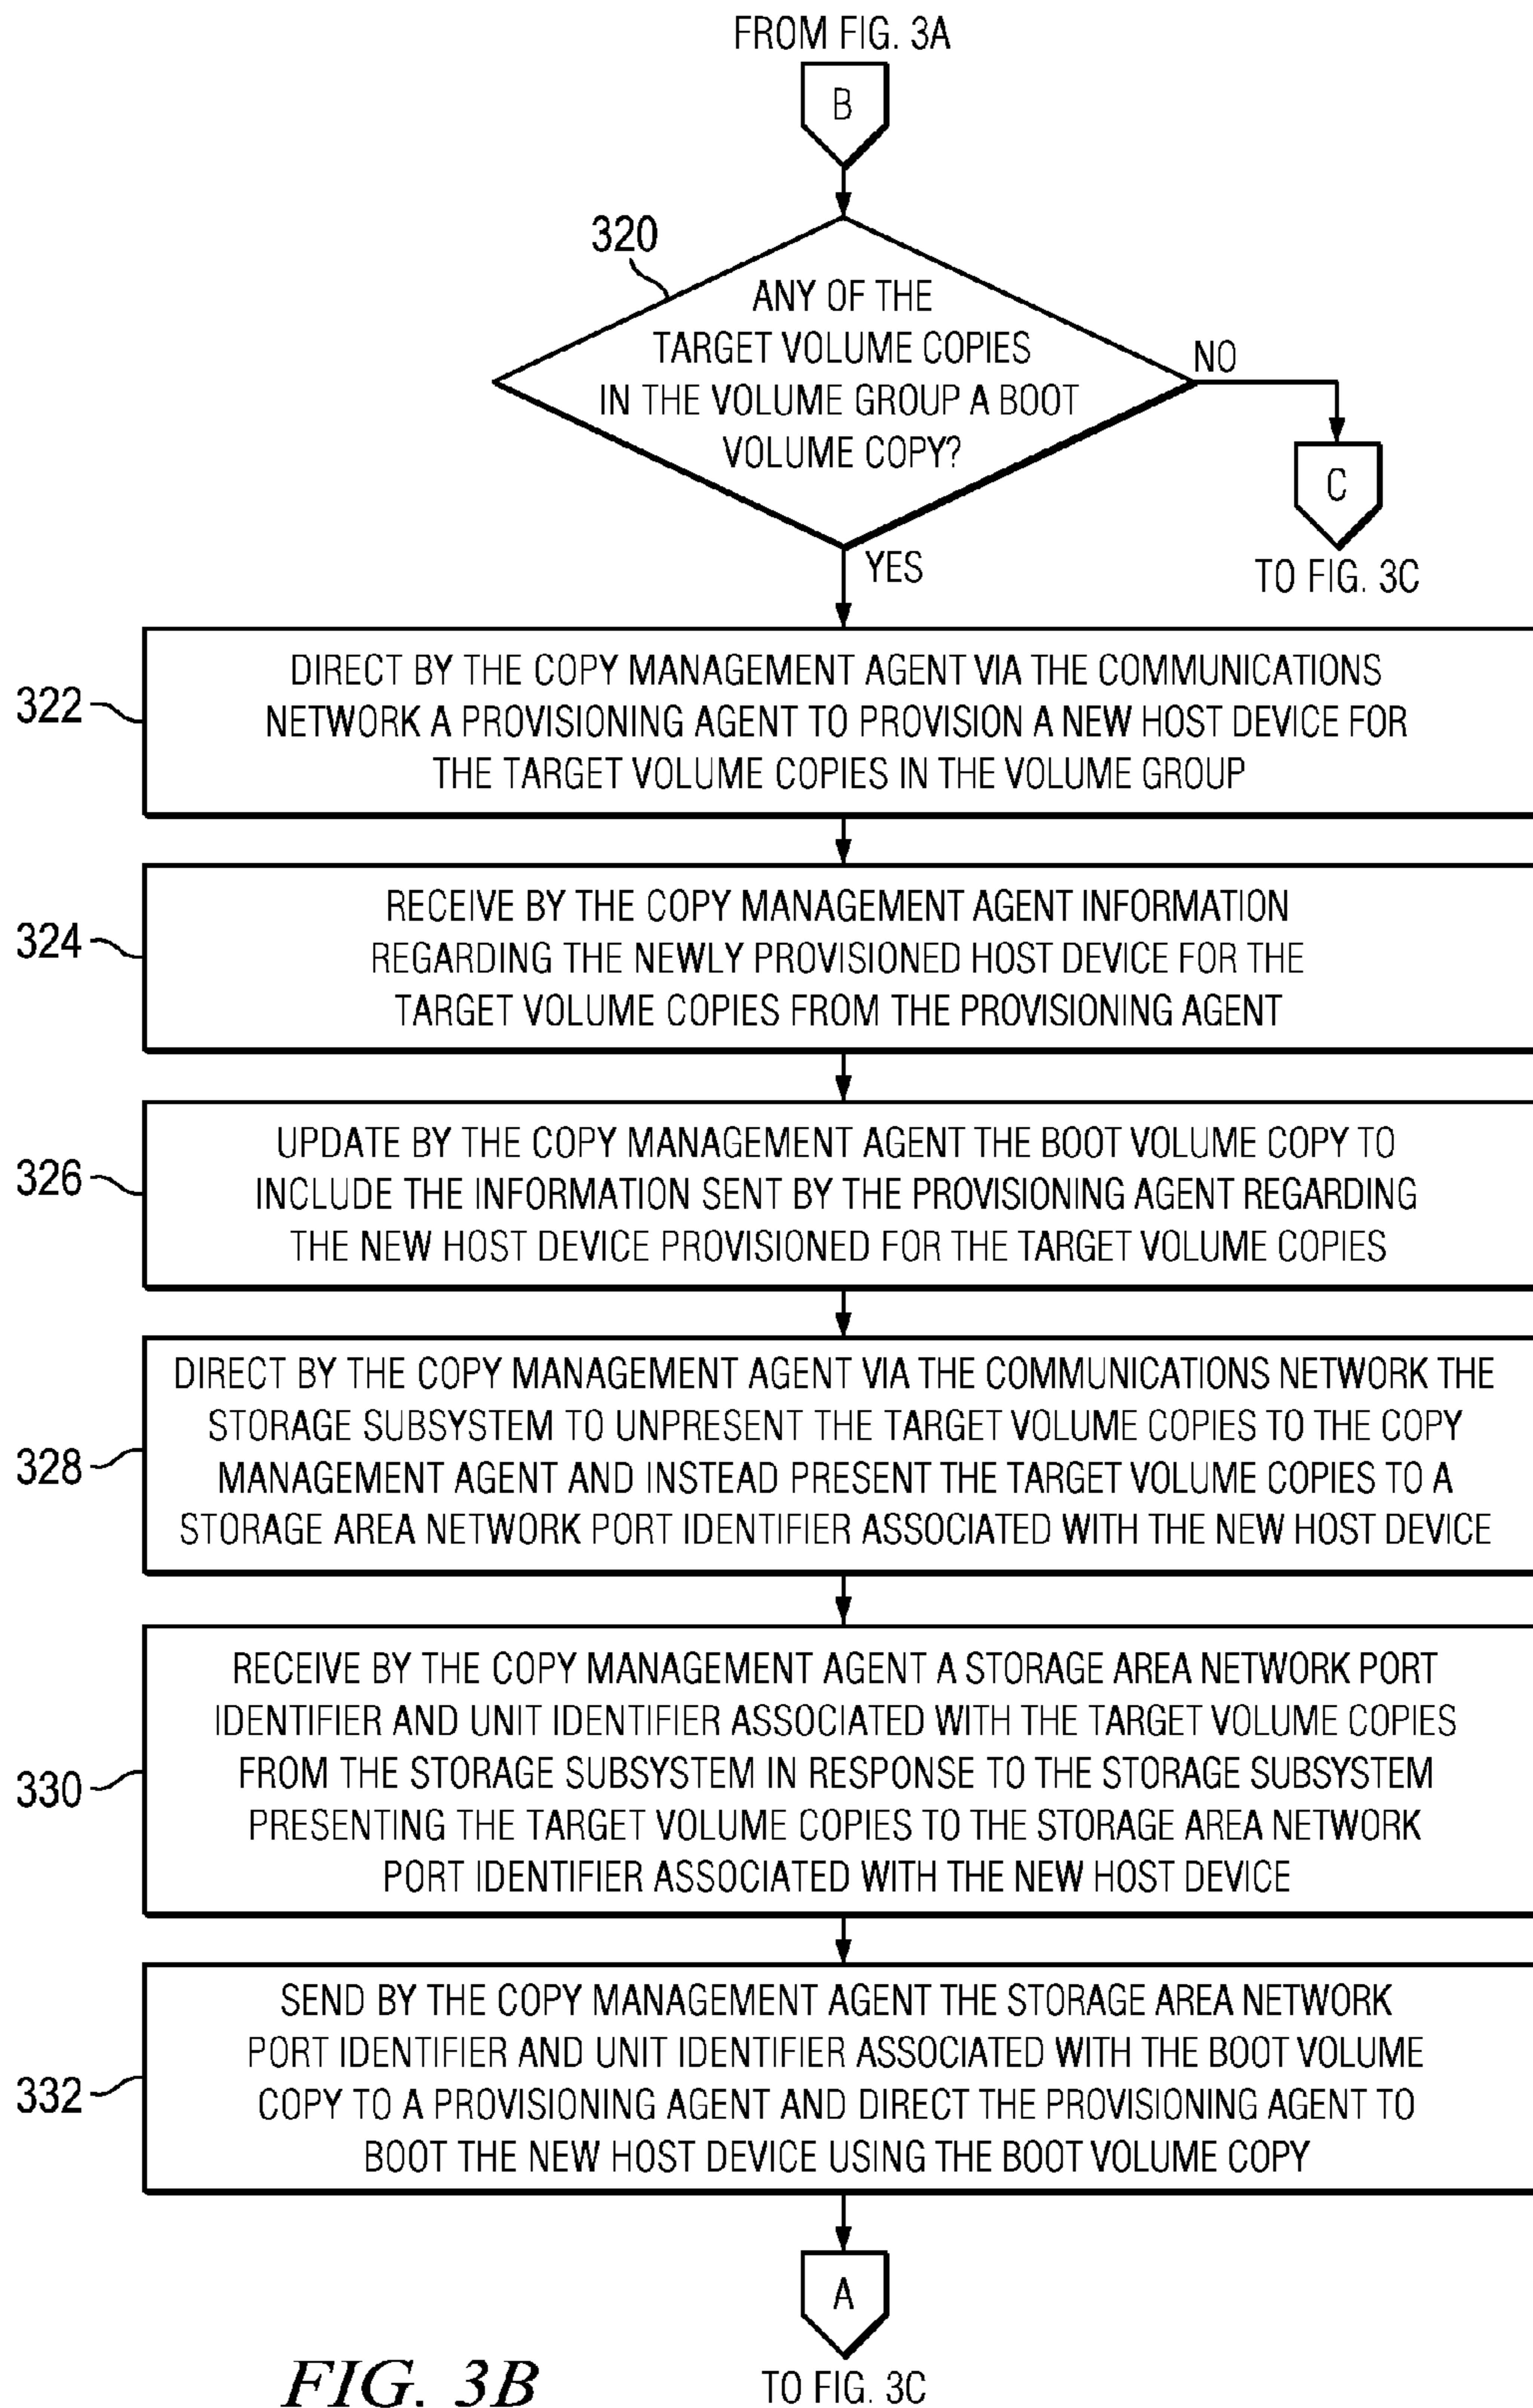 FROM FIG. 3A
B
320
ANY OF THE
TARGET VOLUME COPIES
IN THE VOLUME GROUP A BOOT
VOLUME COPY?
NO
C
TO FIG. 3C
YES
322
DIRECT BY THE COPY MANAGEMENT AGENT VIA THE COMMUNICATIONS
NETWORK A PROVISIONING AGENT TO PROVISION A NEW HOST DEVICE FOR
THE TARGET VOLUME COPIES IN THE VOLUME GROUP
324
RECEIVE BY THE COPY MANAGEMENT AGENT INFORMATION
REGARDING THE NEWLY PROVISIONED HOST DEVICE FOR THE
TARGET VOLUME COPIES FROM THE PROVISIONING AGENT
326
UPDATE BY THE COPY MANAGEMENT AGENT THE BOOT VOLUME COPY TO
INCLUDE THE INFORMATION SENT BY THE PROVISIONING AGENT REGARDING
THE NEW HOST DEVICE PROVISIONED FOR THE TARGET VOLUME COPIES
328
DIRECT BY THE COPY MANAGEMENT AGENT VIA THE COMMUNICATIONS NETWORK THE
STORAGE SUBSYSTEM TO UNPRESENT THE TARGET VOLUME COPIES TO THE COPY
MANAGEMENT AGENT AND INSTEAD PRESENT THE TARGET VOLUME COPIES TO A
STORAGE AREA NETWORK PORT IDENTIFIER ASSOCIATED WITH THE NEW HOST DEVICE
330
RECEIVE BY THE COPY MANAGEMENT AGENT A STORAGE AREA NETWORK PORT
IDENTIFIER AND UNIT IDENTIFIER ASSOCIATED WITH THE TARGET VOLUME COPIES
FROM THE STORAGE SUBSYSTEM IN RESPONSE TO THE STORAGE SUBSYSTEM
PRESENTING THE TARGET VOLUME COPIES TO THE STORAGE AREA NETWORK
PORT IDENTIFIER ASSOCIATED WITH THE NEW HOST DEVICE
332
SEND BY THE COPY MANAGEMENT AGENT THE STORAGE AREA NETWORK
PORT IDENTIFIER AND UNIT IDENTIFIER ASSOCIATED WITH THE BOOT VOLUME
COPY TO A PROVISIONING AGENT AND DIRECT THE PROVISIONING AGENT TO
BOOT THE NEW HOST DEVICE USING THE BOOT VOLUME COPY
A
TO FIG. 3C
FIG. 3B